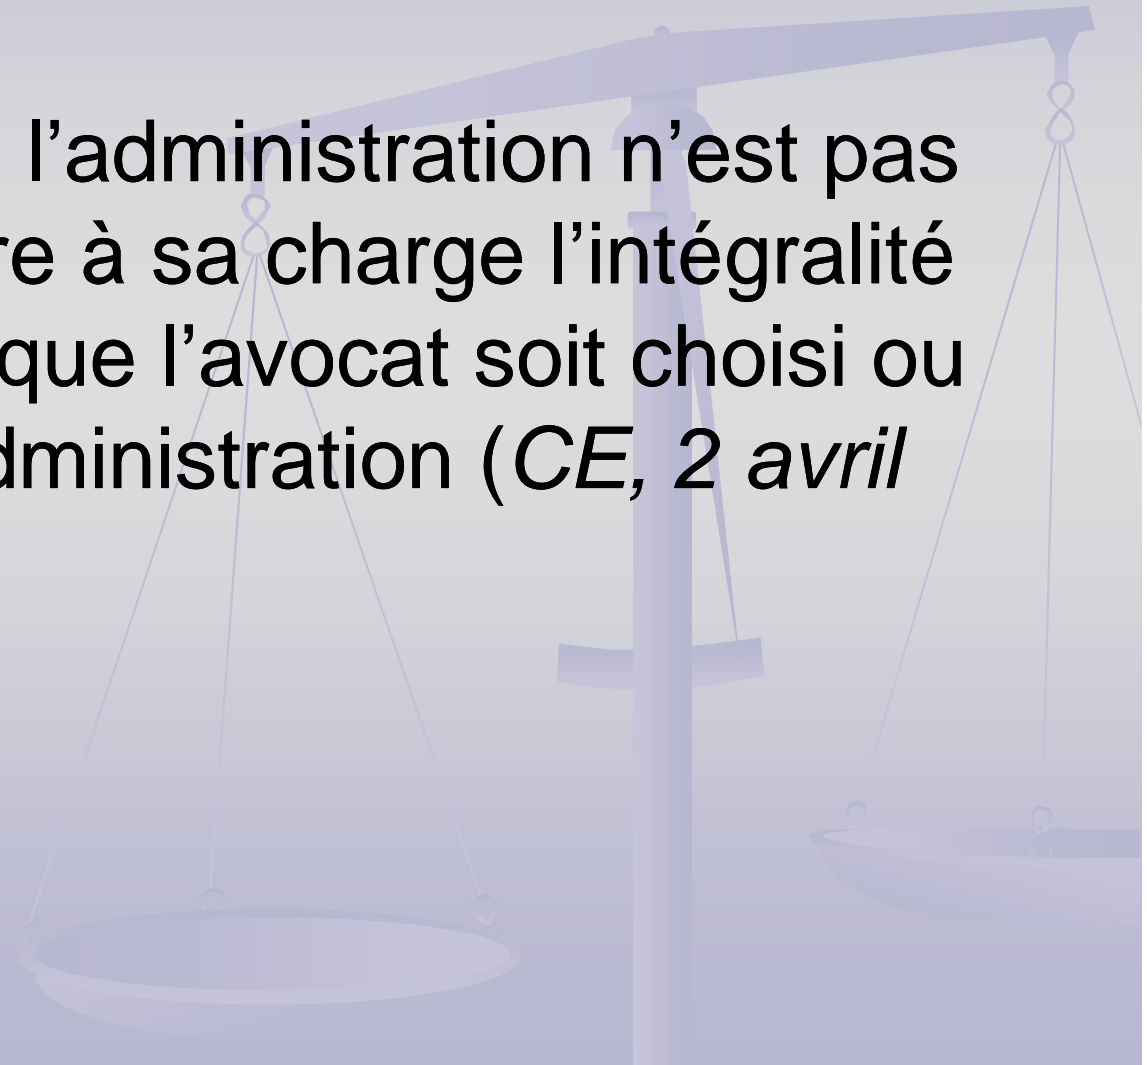 l’administration n’est pas
re à sa charge l’intégralité
que l’avocat soit choisi ou
dministration (CE, 2 avril